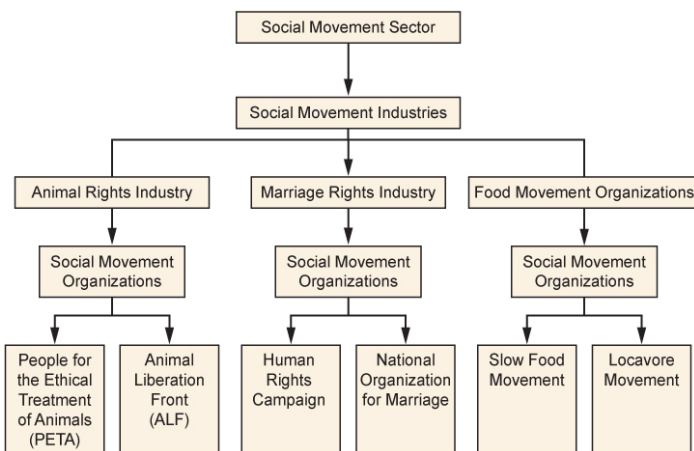 Social Movement Sector
Social Movement Industries
Animal Rights Industry
Marriage Rights Industry
Food Movement Organizations
Social Movement
Organizations
Social Movement
Organizations
Social Movement
Organizations
People for
the Ethical
Treatment
of Animals
(PETA)
Animal
Liberation
Front
(ALF)
Human
Rights
Campaign
National
Organization
for Marriage
Slow Food
Movement
Locavore
Movement